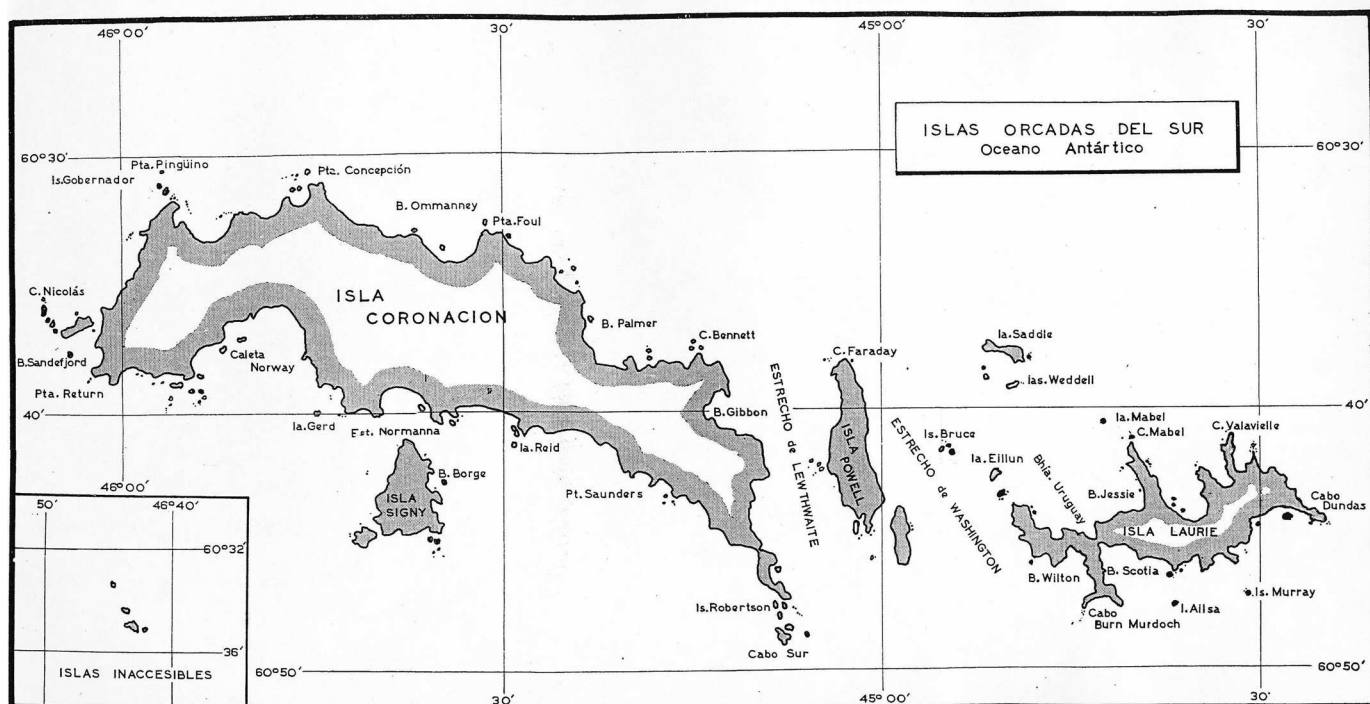 46°00'
30'
45°00'
30'
ISLAS ORCADAS DEL SUR
Oceano Antártico
60°30'
60°30'
Pta. Pingüino
Is. Gobernador
Pta. Concepción
B. Ommanney
Pta. Foul
C. Nicolás
ISLA
CORONACION
B. Palmer
C. Bennett
Ia. Saddle
C. Faraday
B. Sandefjord
Caleta
Norway
Ias. Weddell
Pta. Return
40'
40'
B. Gibbon
Ia. Gerd
Est. Normanna
Ia. Reid
ESTRECHO de LEWTHWAITE
ISLA POWELL
ESTRECHO de WASHINGTON
Is. Bruce
Ia. Mabel
C. Mabel
C. Valavielle
Ia. Eillun
Bhía. Uruguay
B. Jessie
B. Borge
ISLA
SIGNY
Pt. Saunders
Cabo
Dundas
ISLA LAURIE
B. Wilton
B. Scotia
Is. Robertson
Cabo
Burn Murdoch
I. Ailsa
Is. Murray
Cabo Sur
46°00'
50'
46°40'
60°32'
36'
ISLAS INACCESIBLES
60°50'
60°50'
30'
45°00'
30'